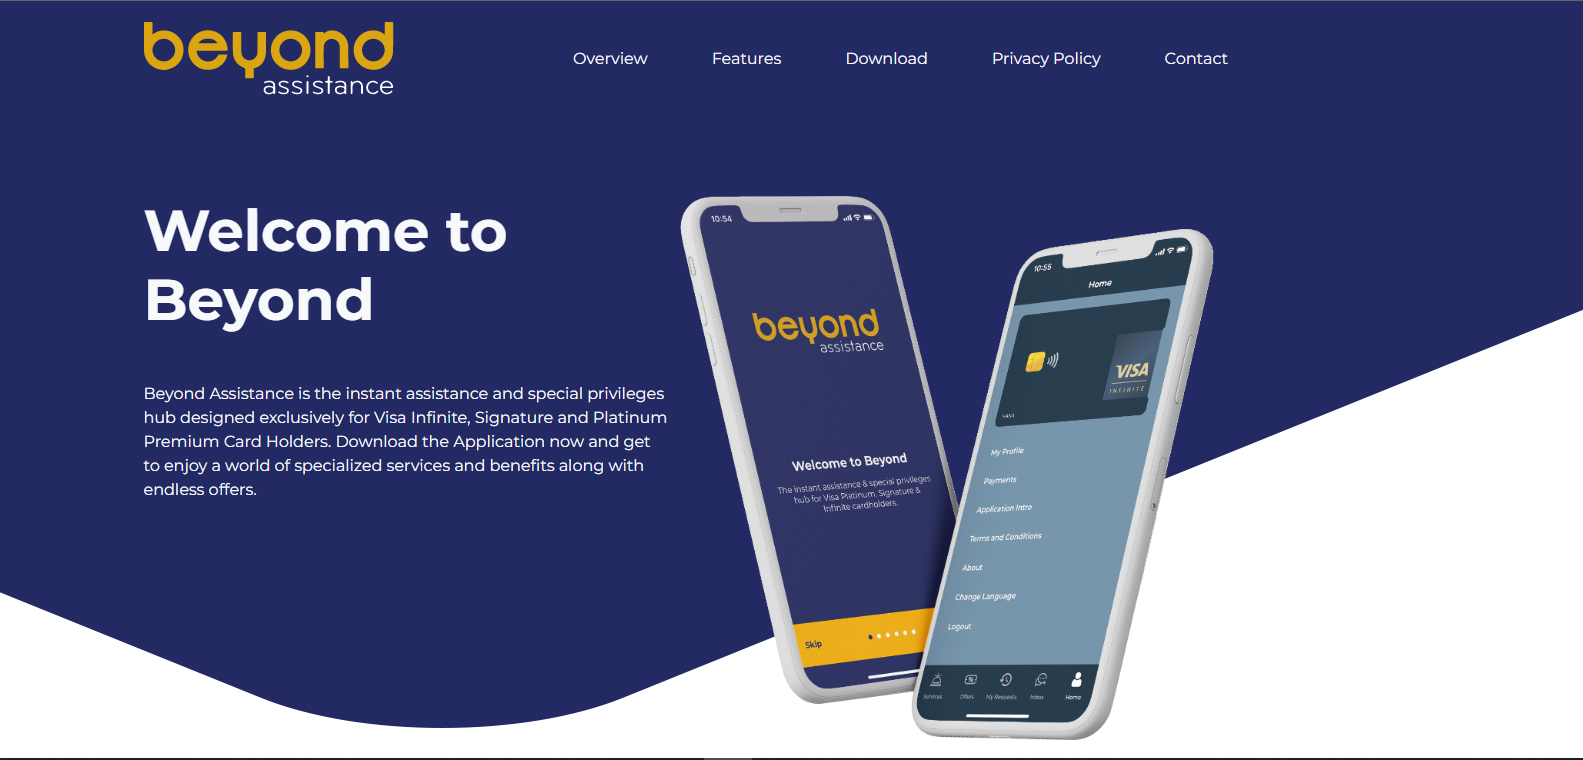 beyond
assistance
Overview
Features
Download
Privacy Policy
Contact
Welcome to
Beyond
Beyond Assistance is the instant assistance and special privileges
hub designed exclusively for Visa Infinite, Signature and Platinum
Premium Card Holders. Download the Application now and get
to enjoy a world of specialized services and benefits along with
endless offers.
10:54
beyond
assistance
Welcome to Beyond
The instant assistance & special privileges
hub for Visa Platinum, Signature &
Infinite cardholders.
Skip
10:55
Home
VISA
INFINITE
My Profile
Payments
Application Intro
Terms and Conditions
About
Change Language
Logout
Services
Offers
My Requests
Inbox
Home